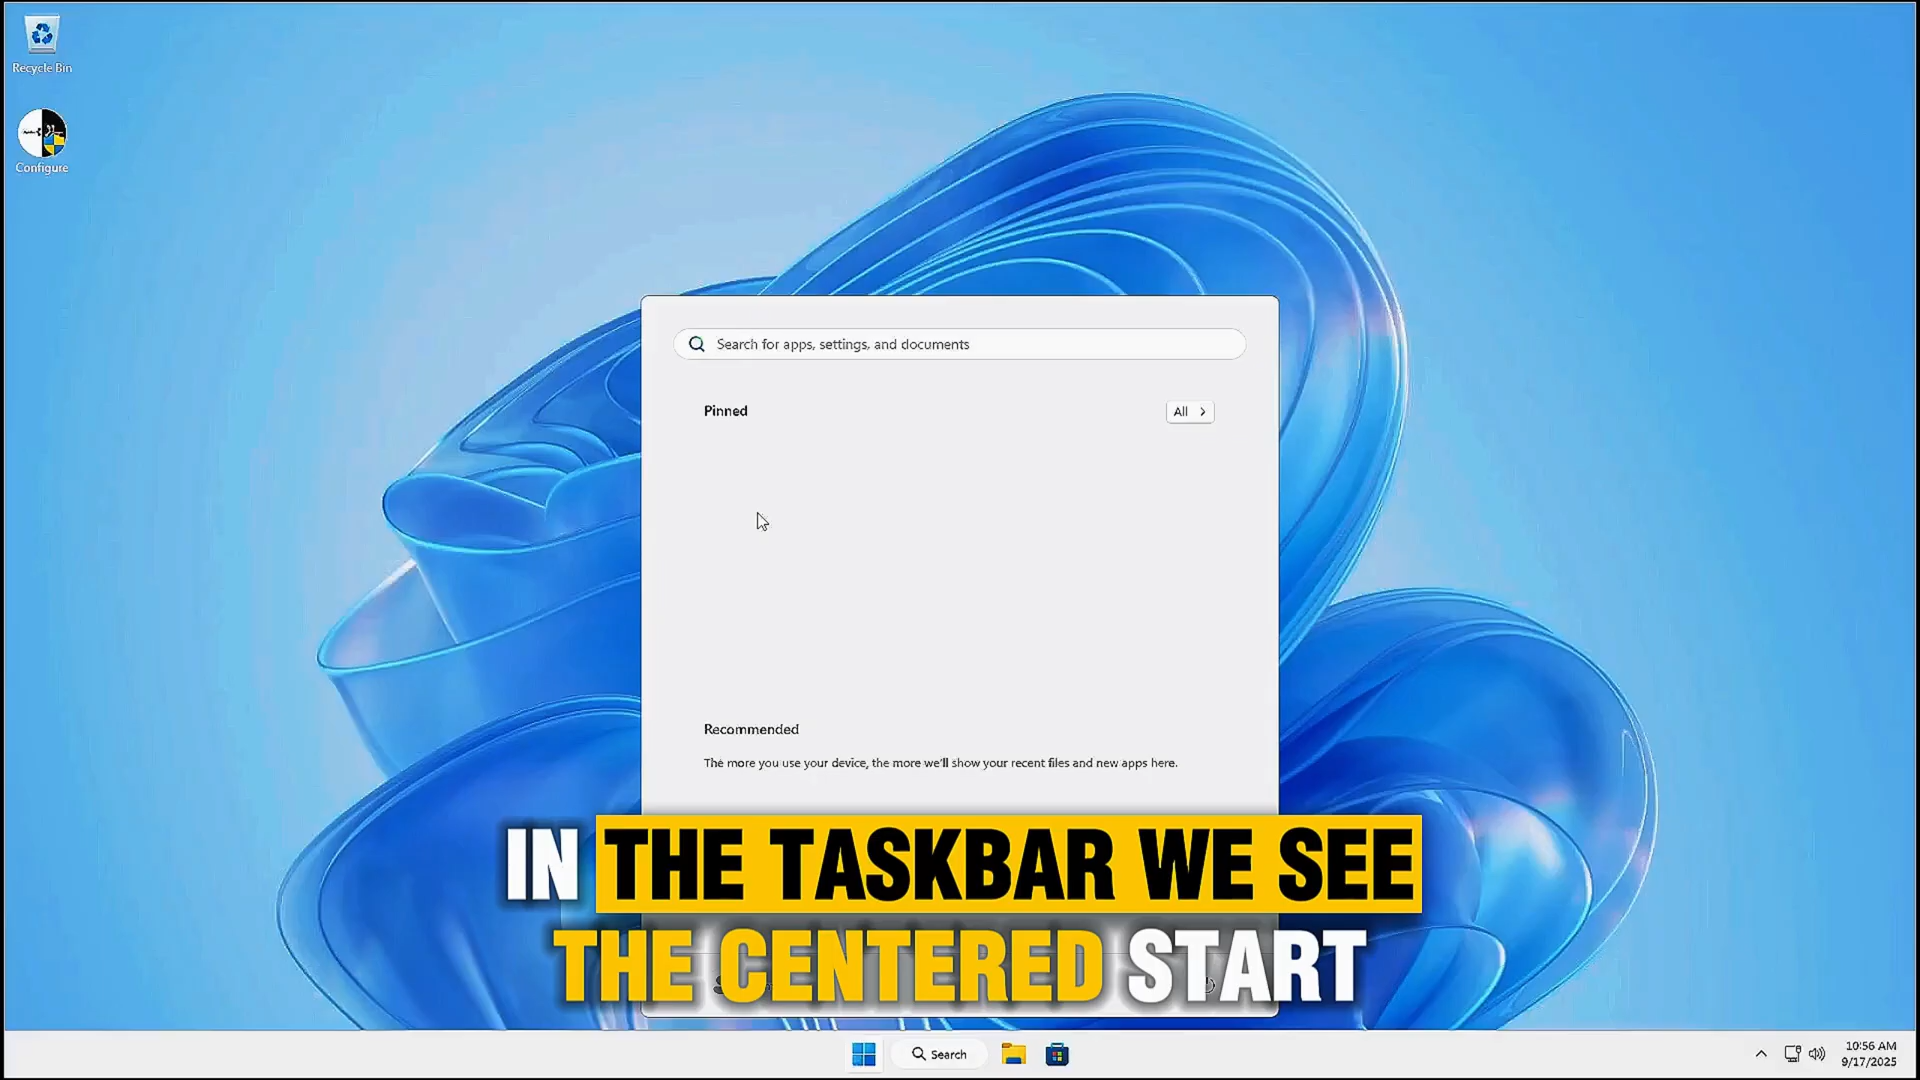 Recycle Bin
Configure
Search for apps, settings, and documents
Pinned
All
Recommended
The more you use your device, the more we'll show your recent files and new apps here.
IN THE TASKBAR WE SEE
THE CENTERED START
Search
10:56 AM
9/17/2025